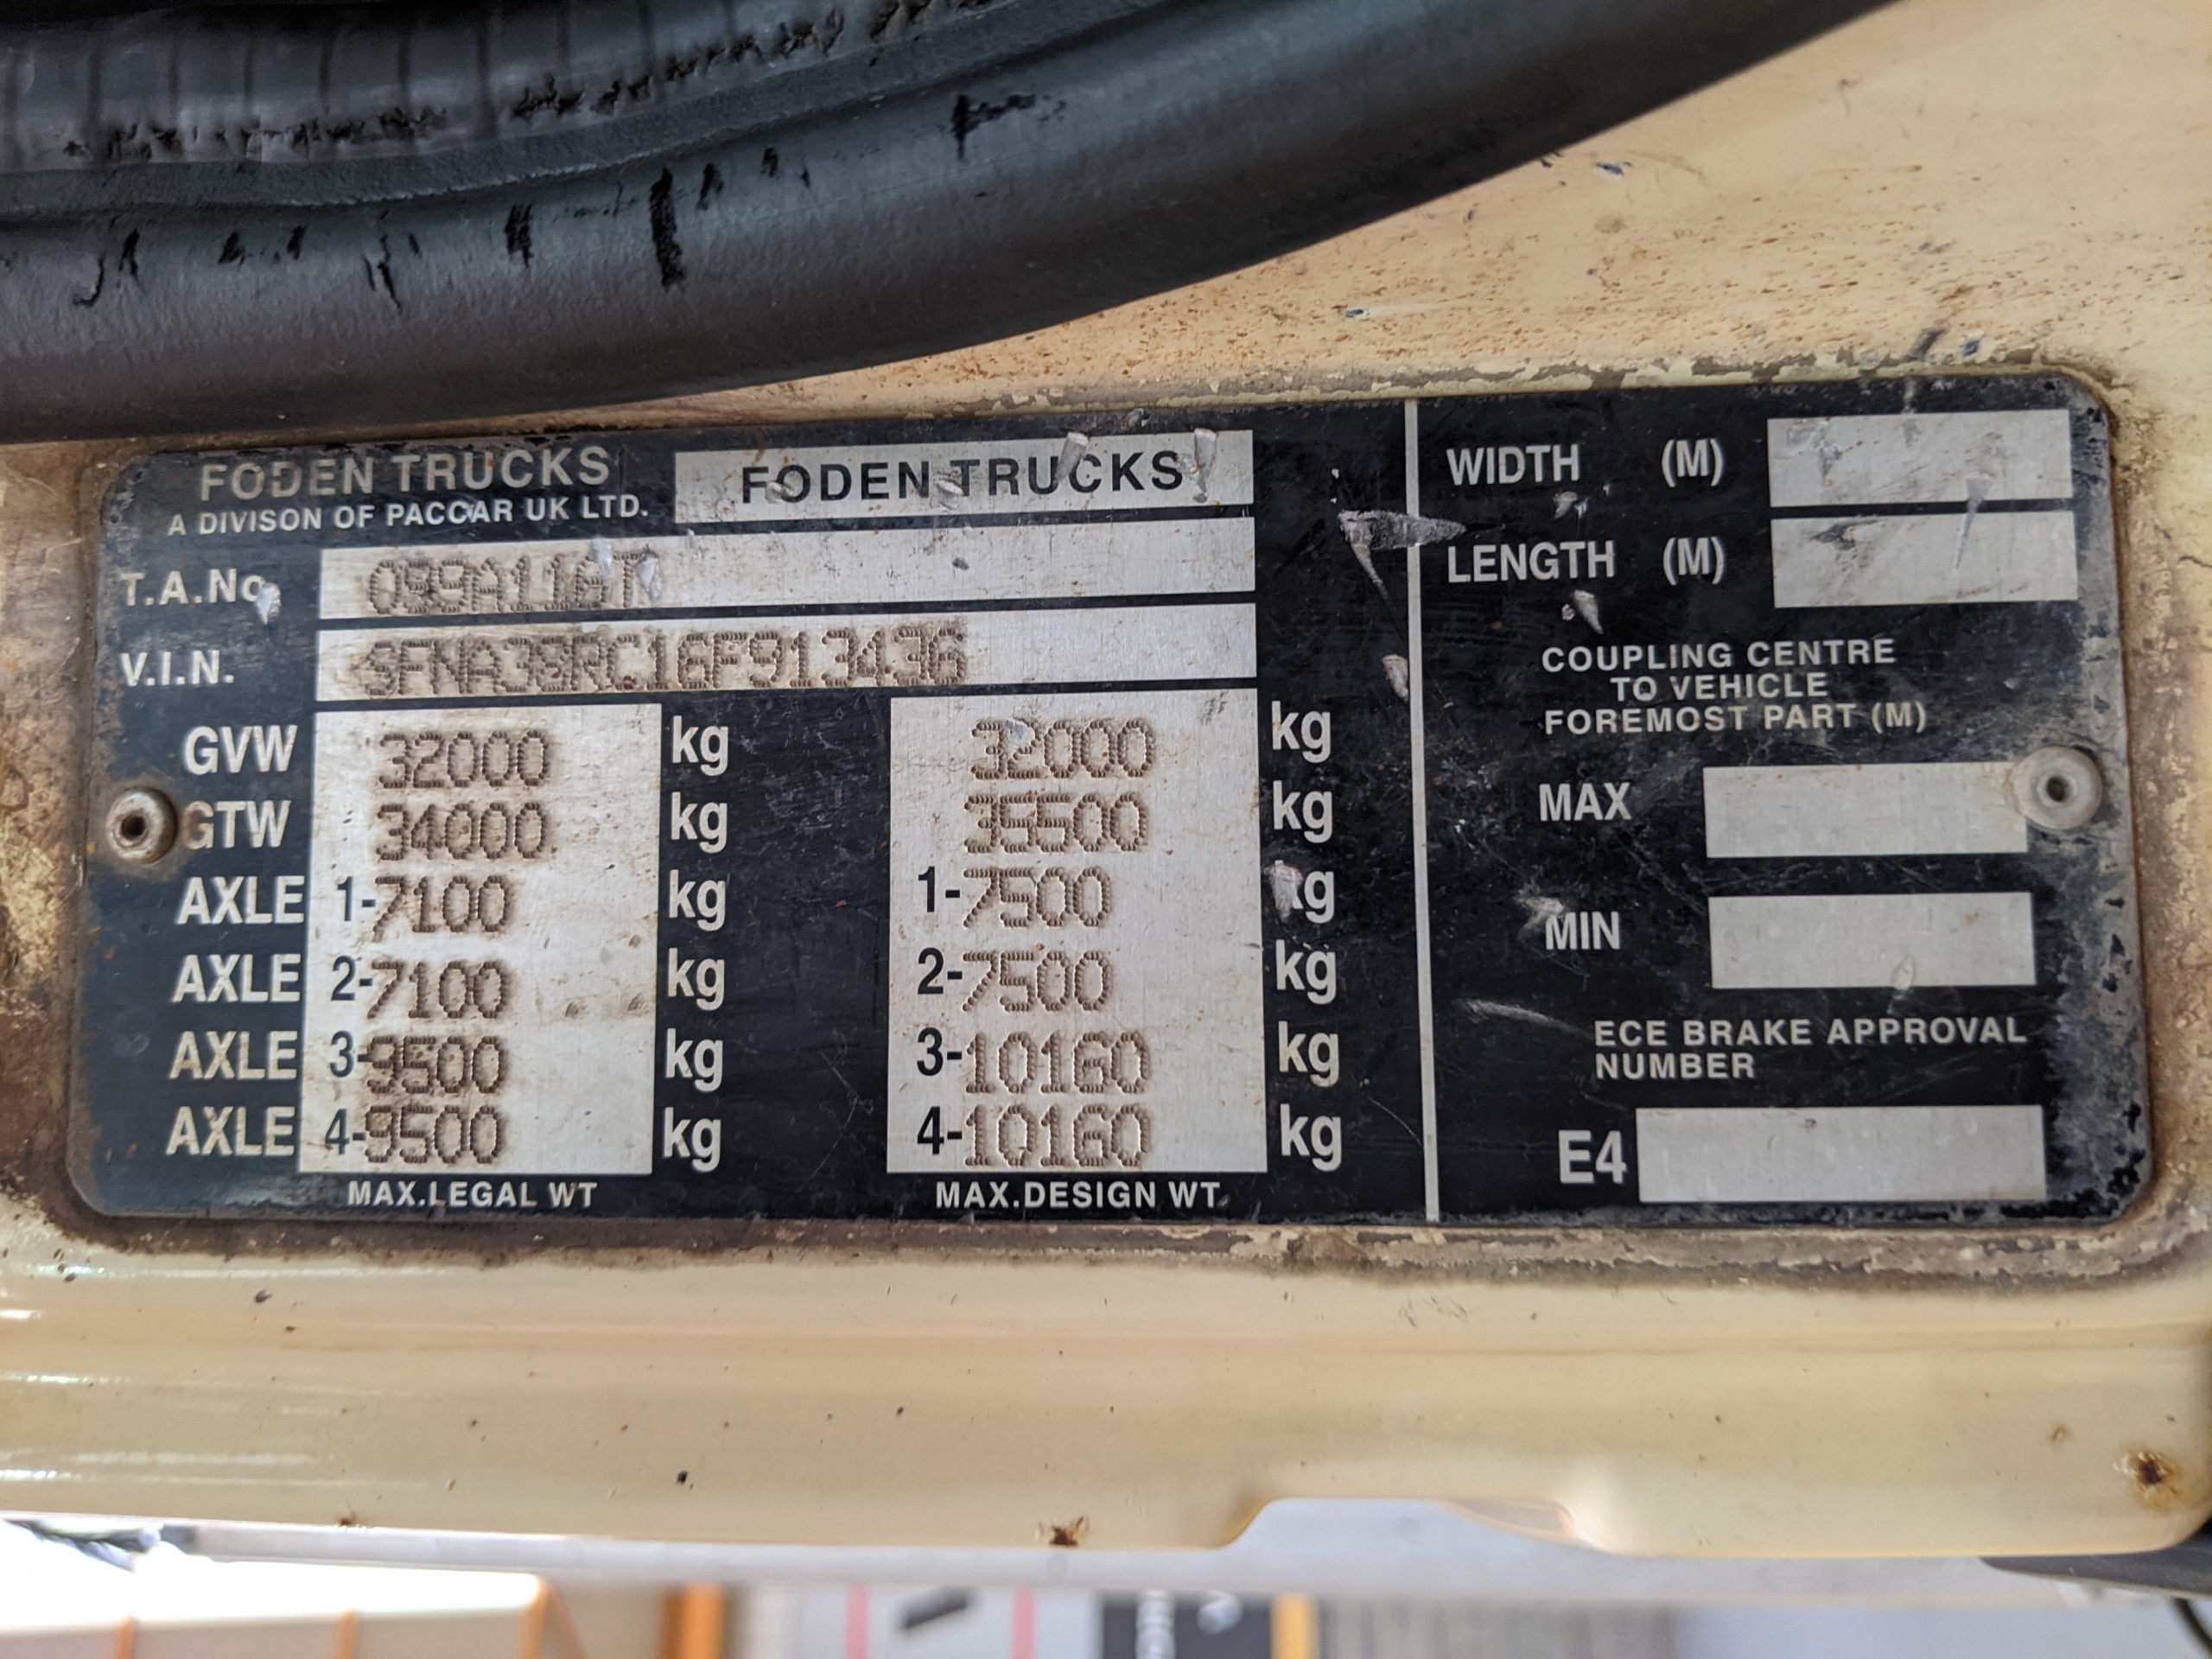 FODEN TRUCKS
A DIVISON OF PACCAR UK LTD.
FODEN TRUCKS
T.A.No.
V.I.N. SFNA38RC16F913436
GVW 32000 kg 32000 kg
GTW 34000 kg 35500 kg
AXLE 1-7100 kg 1-7500 kg
AXLE 2-7100 kg 2-7500 kg
AXLE 3-9500 kg 3-10160 kg
AXLE 4-9500 kg 4-10160 kg
MAX.LEGAL WT MAX.DESIGN WT.
WIDTH (M)
LENGTH (M)
COUPLING CENTRE
TO VEHICLE
FOREMOST PART (M)
MAX
MIN
ECE BRAKE APPROVAL
NUMBER
E4